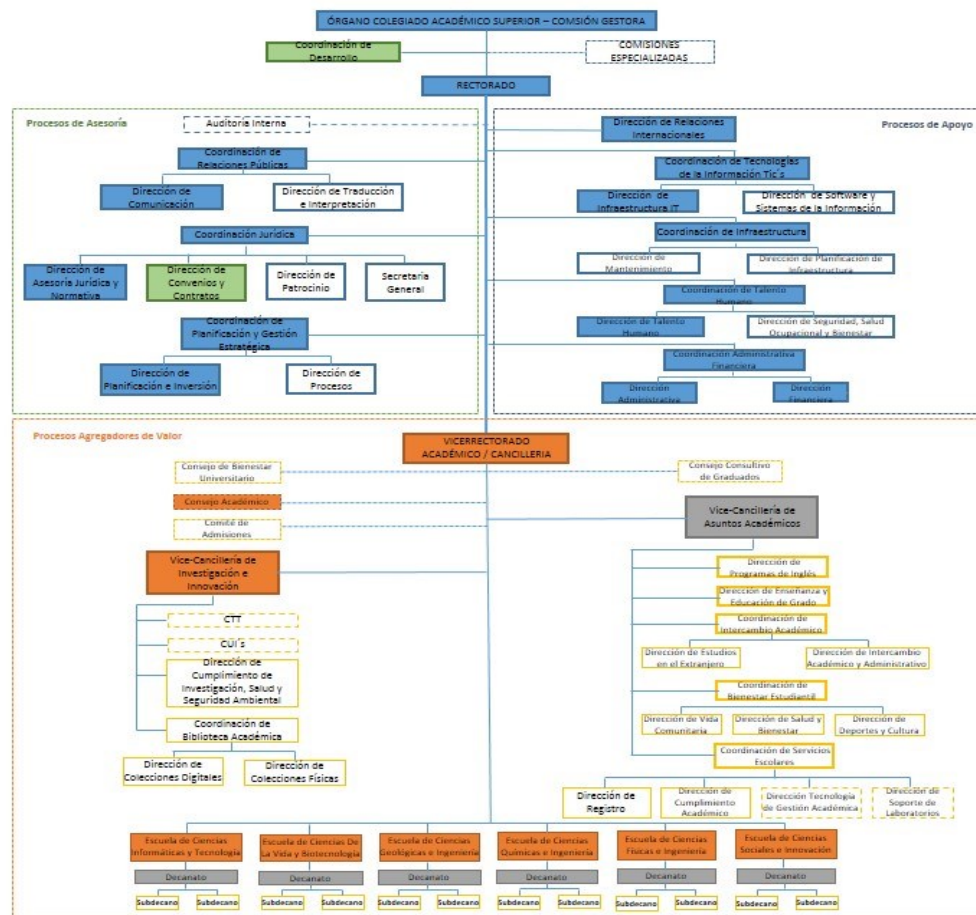 ÓRGANO COLEGIADO ACADÉMICO SUPERIOR – COMSIÓN GESTORA
Coordinación de
Desarrollo
COMISIONES
ESPECIALIZADAS
RECTORADO
Procesos de Asesoría
Auditoria Interna
Coordinación de
Relaciones Públicas
Dirección de
Comunicación
Dirección de Traducción
e Interpretación
Coordinación Jurídica
Dirección de
Asesoría Jurídica y
Normativa
Dirección de
Convenios y
Contratos
Dirección de
Patrocinio
Secretaría
General
Coordinación de
Planificación y Gestión
Estratégica
Dirección de
Planificación e Inversión
Dirección de
Procesos
Procesos de Apoyo
Dirección de Relaciones
Internacionales
Coordinación de Tecnologías
de la Información Tic´s
Dirección de
Infraestructura IT
Dirección de Software y
Sistemas de la Información
Coordinación de Infraestructura
Dirección de
Mantenimiento
Dirección de Planificación de
Infraestructura
Coordinación de Talento
Humano
Dirección de Talento
Humano
Dirección de Seguridad, Salud
Ocupacional y Bienestar
Coordinación Administrativa
Financiera
Dirección
Administrativa
Dirección
Financiera
Procesos Agregadores de Valor
VICERRECTORADO
ACADÉMICO / CANCILLERIA
Consejo de Bienestar
Universitario
Consejo Consultivo
de Graduados
Consejo Académico
Comité de
Admisiones
Vice-Cancillería de
Asuntos Académicos
Vice-Cancillería de
Investigación e
Innovación
CTT
CUI´s
Dirección de
Cumplimiento de
Investigación, Salud y
Seguridad Ambiental
Coordinación de
Biblioteca Académica
Dirección de
Colecciones Digitales
Dirección de
Colecciones Físicas
Dirección de
Programas de Inglés
Dirección de Enseñanza y
Educación de Grado
Coordinación de
Intercambio Académico
Dirección de Estudios
en el Extranjero
Dirección de Intercambio
Académico y Administrativo
Coordinación de
Bienestar Estudiantil
Dirección de Vida
Comunitaria
Dirección de Salud y
Bienestar
Dirección de
Deportes y Cultura
Coordinación de Servicios
Escolares
Dirección de
Registro
Dirección de
Cumplimiento
Académico
Dirección Tecnología
de Gestión Académica
Dirección de
Soporte de
Laboratorios
Escuela de Ciencias
Informáticas y Tecnología
Escuela de Ciencias De
La Vida y Biotecnología
Escuela de Ciencias
Geológicas e Ingeniería
Escuela de Ciencias
Químicas e Ingeniería
Escuela de Ciencias
Físicas e Ingeniería
Escuela de Ciencias
Sociales e Innovación
Decanato
Decanato
Decanato
Decanato
Decanato
Decanato
Subdecano
Subdecano
Subdecano
Subdecano
Subdecano
Subdecano
Subdecano
Subdecano
Subdecano
Subdecano
Subdecano
Subdecano